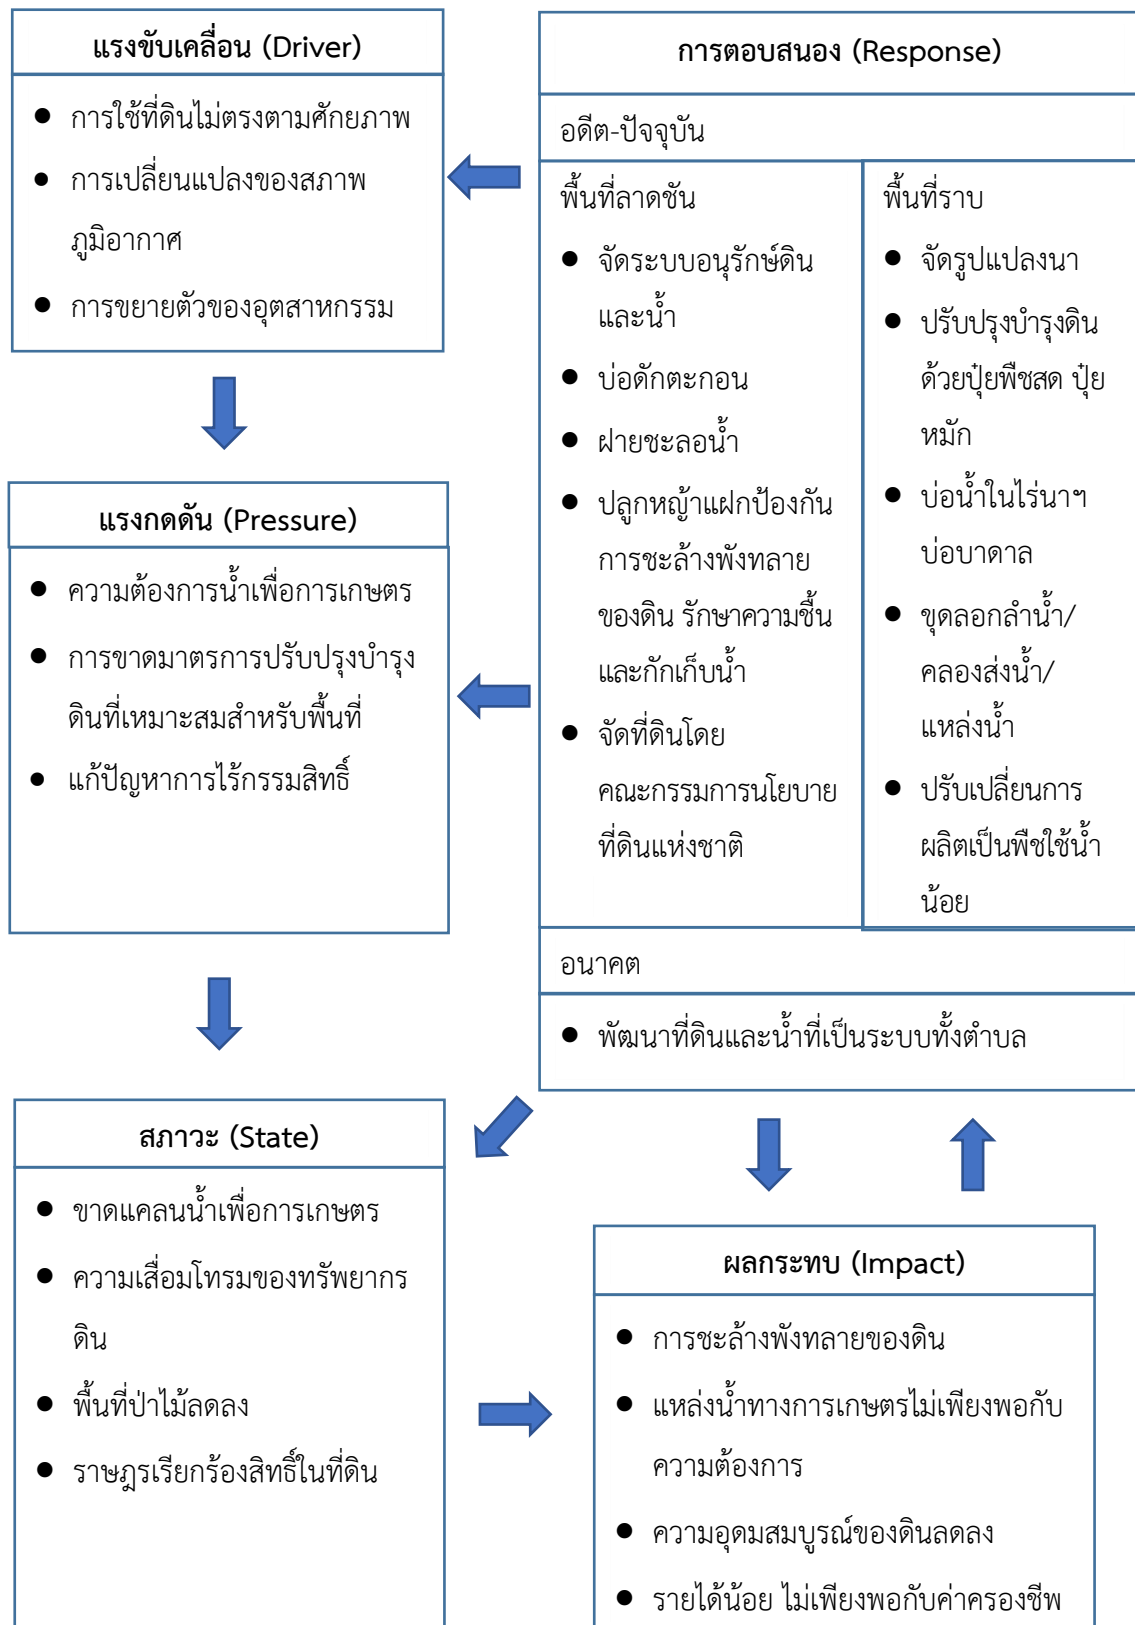 แรงขับเคลื่อน (Driver)
● การใช้ที่ดินไม่ตรงตามศักยภาพ
● การเปลี่ยนแปลงของสภาพ
ภูมิอากาศ
● การขยายตัวของอุตสาหกรรม
แรงกดดัน (Pressure)
● ความต้องการน้ำเพื่อการเกษตร
● การขาดมาตรการปรับปรุงบำรุง
ดินที่เหมาะสมสำหรับพื้นที่
● แก้ปัญหาการไร้กรรมสิทธิ์
สภาวะ (State)
● ขาดแคลนน้ำเพื่อการเกษตร
● ความเสื่อมโทรมของทรัพยากร
ดิน
● พื้นที่ป่าไม้ลดลง
● ราษฎรเรียกร้องสิทธิ์ในที่ดิน
การตอบสนอง (Response)
อดีต-ปัจจุบัน
พื้นที่ลาดชัน
● จัดระบบอนุรักษ์ดิน
และน้ำ
● บ่อดักตะกอน
● ฝายชะลอน้ำ
● ปลูกหญ้าแฝกป้องกัน
การชะล้างพังทลาย
ของดิน รักษาความชื้น
และกักเก็บน้ำ
● จัดที่ดินโดย
คณะกรรมการนโยบาย
ที่ดินแห่งชาติ
พื้นที่ราบ
● จัดรูปแปลงนา
● ปรับปรุงบำรุงดิน
ด้วยปุ๋ยพืชสด ปุ๋ย
หมัก
● บ่อน้ำในไร่นาฯ
บ่อบาดาล
● ขุดลอกลำน้ำ/
คลองส่งน้ำ/
แหล่งน้ำ
● ปรับเปลี่ยนการ
ผลิตเป็นพืชใช้น้ำ
น้อย
อนาคต
● พัฒนาที่ดินและน้ำที่เป็นระบบทั้งตำบล
ผลกระทบ (Impact)
● การชะล้างพังทลายของดิน
● แหล่งน้ำทางการเกษตรไม่เพียงพอกับ
ความต้องการ
● ความอุดมสมบูรณ์ของดินลดลง
● รายได้น้อย ไม่เพียงพอกับค่าครองชีพ